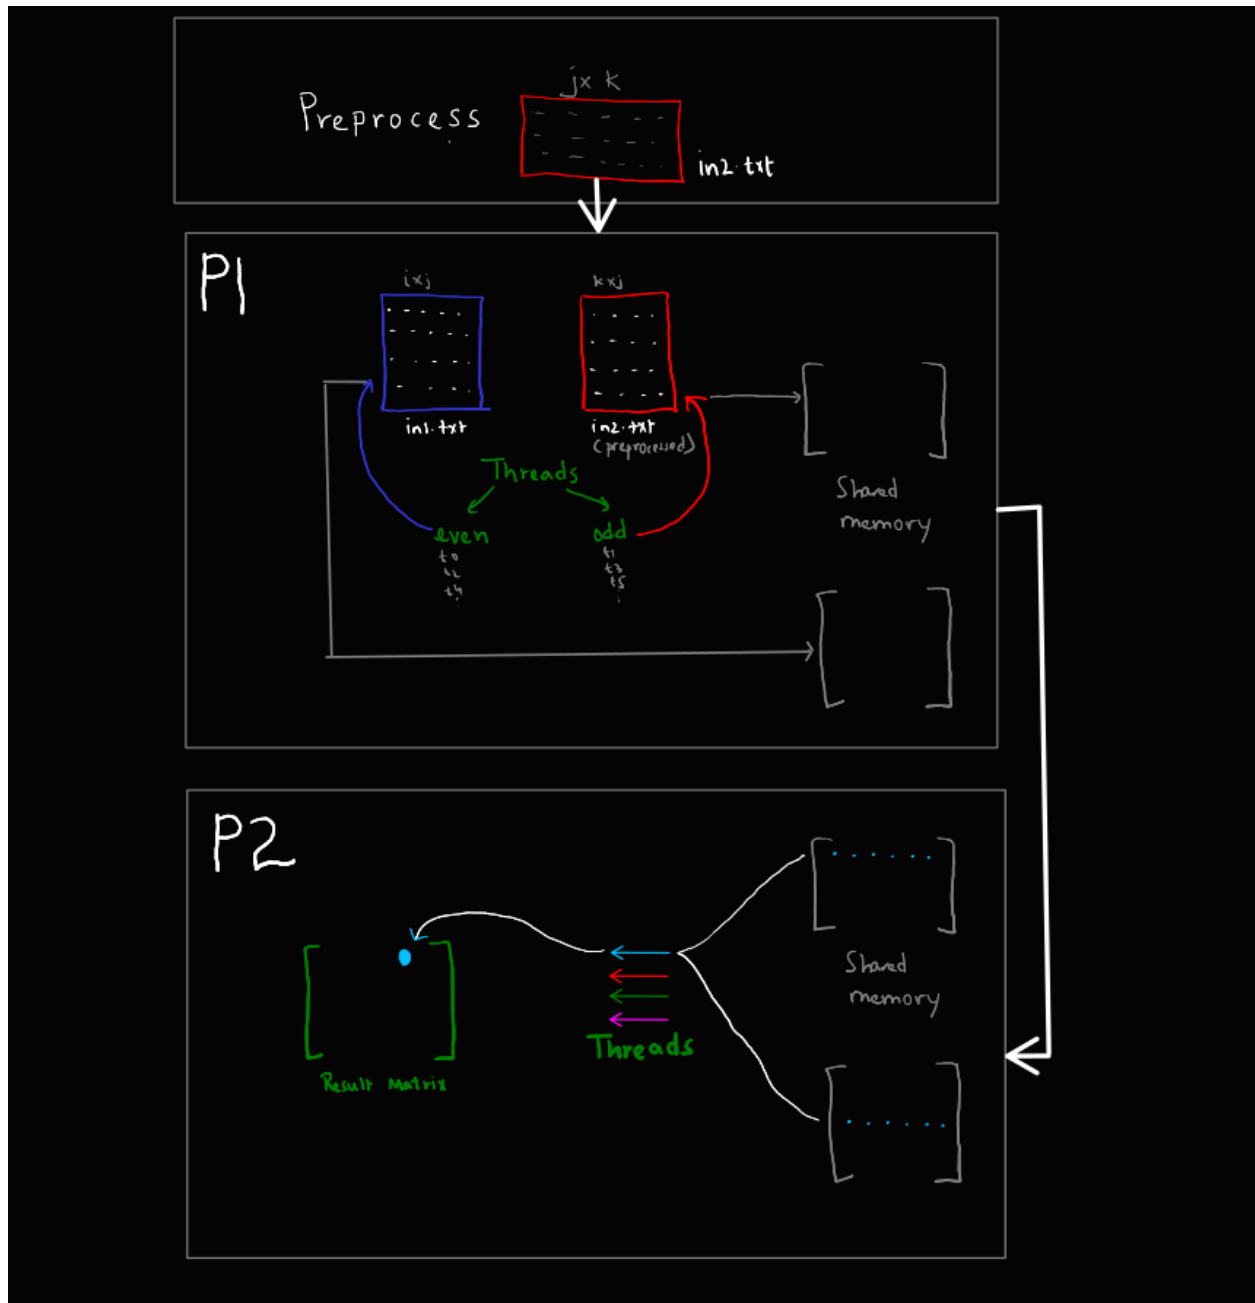 j x k
Preprocess
in2.txt
P1
i x j
k x j
in1.txt
in2.txt
(preprocessed)
Threads
even
odd
t0
t2
t4
t1
t3
t5
Shared
memory
P2
Threads
Result Matrix
Shared
memory